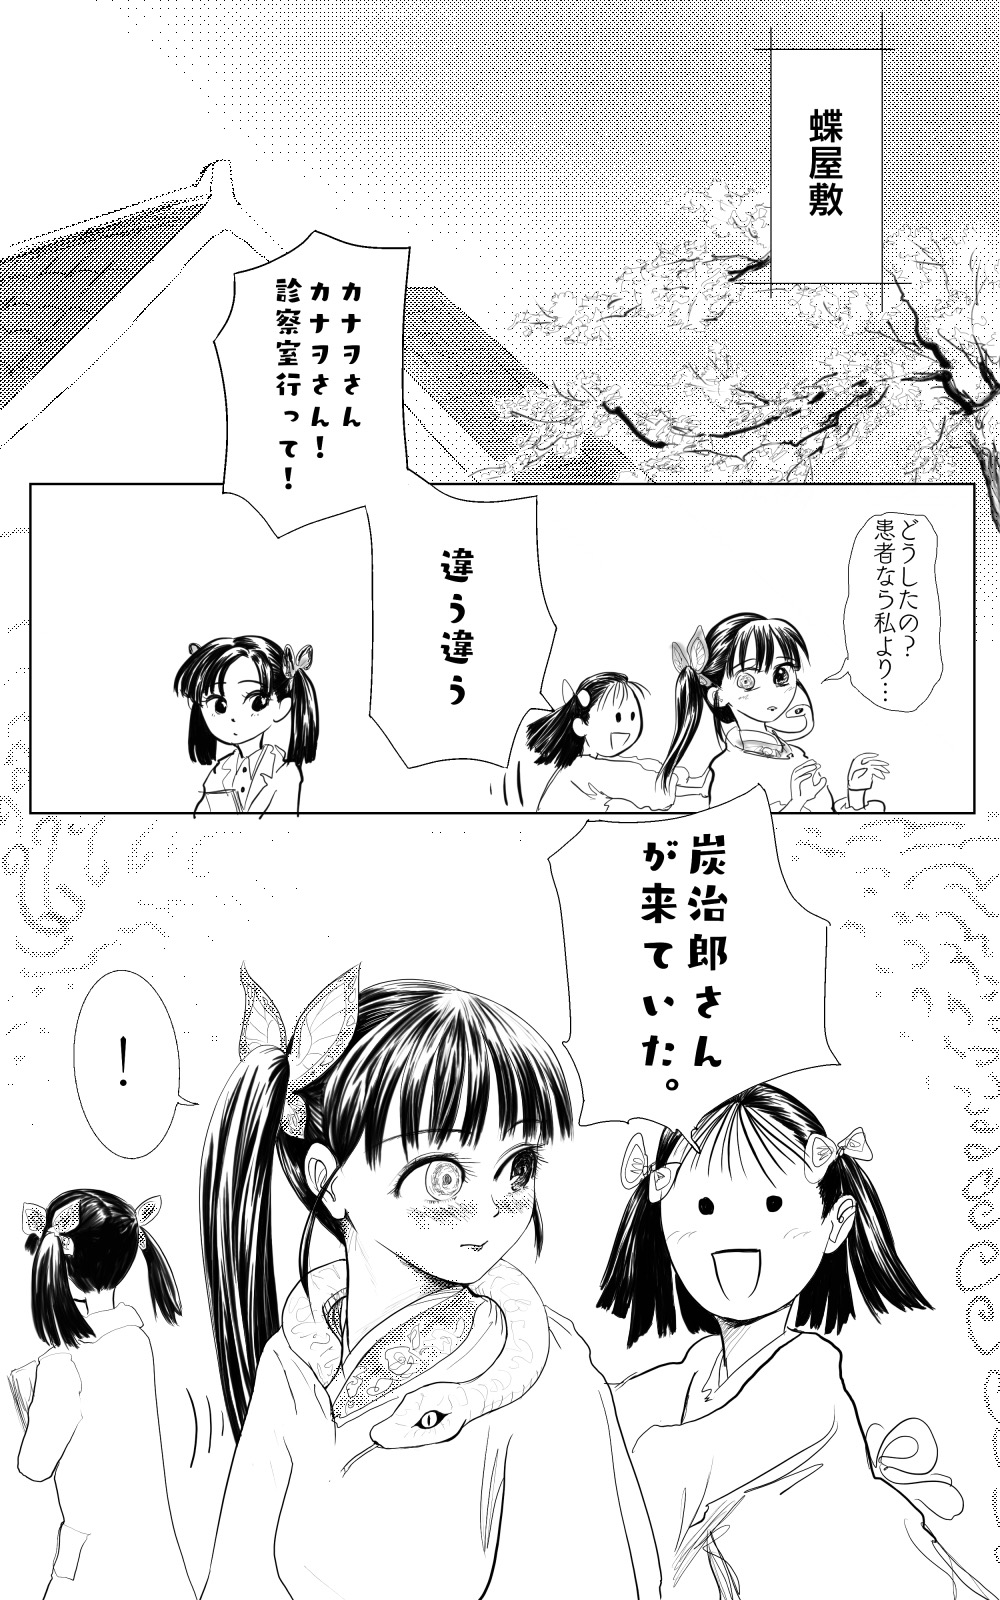 蝶屋敷
カナヲさん
カナヲさん！
診察室行って！
どうしたの？
患者なら私より…
違う違う
炭治郎さん
が来ていた。
！